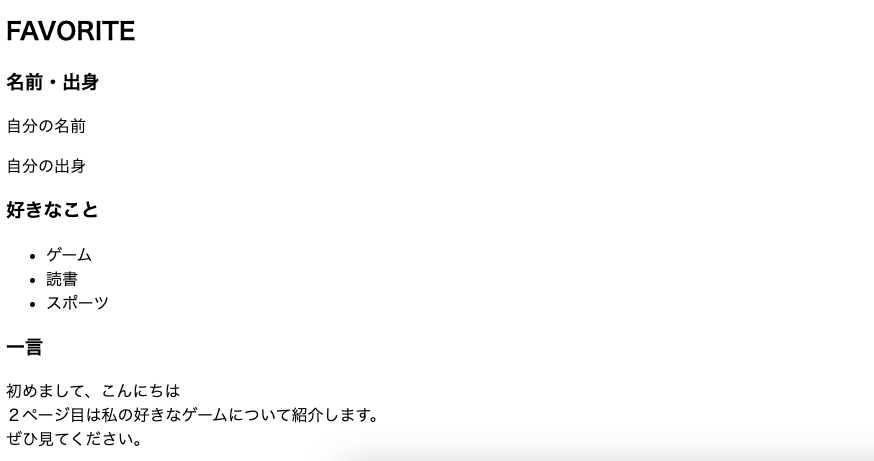 FAVORITE
名前・出身
自分の名前
自分の出身
好きなこと
• ゲーム
• 読書
• スポーツ
一言
初めまして、こんにちは
２ページ目は私の好きなゲームについて紹介します。
ぜひ見てください。